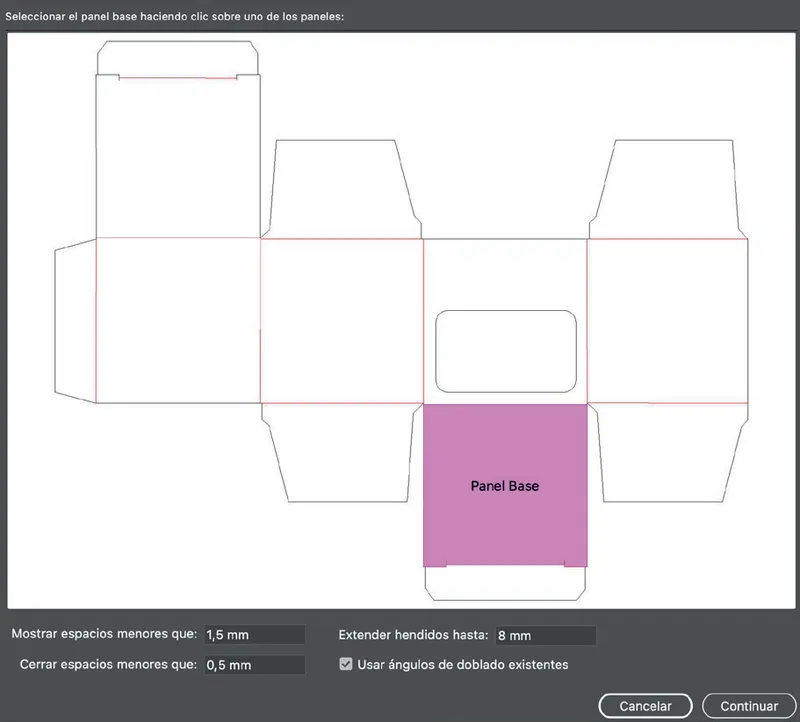 Seleccionar el panel base haciendo clic sobre uno de los paneles:
Panel Base
Mostrar espacios menores que: 1,5 mm Extender hendidos hasta: 8 mm
Cerrar espacios menores que: 0,5 mm Usar ángulos de doblado existentes
Cancelar Continuar